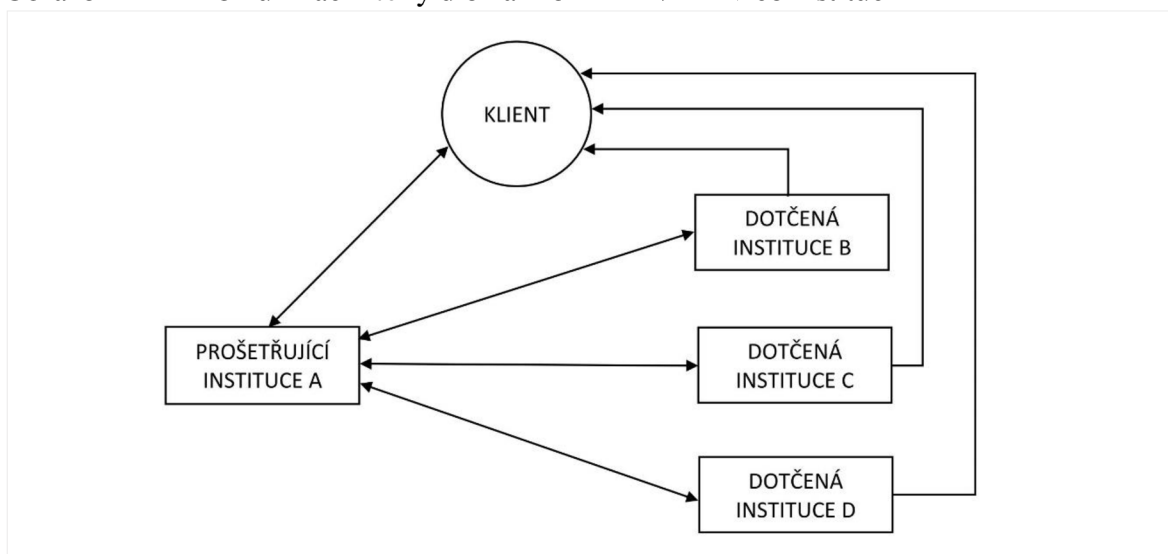 KLIENT
DOTČENÁ
INSTITUCE B
PROŠETŘUJÍCÍ
INSTITUCE A
DOTČENÁ
INSTITUCE C
DOTČENÁ
INSTITUCE D